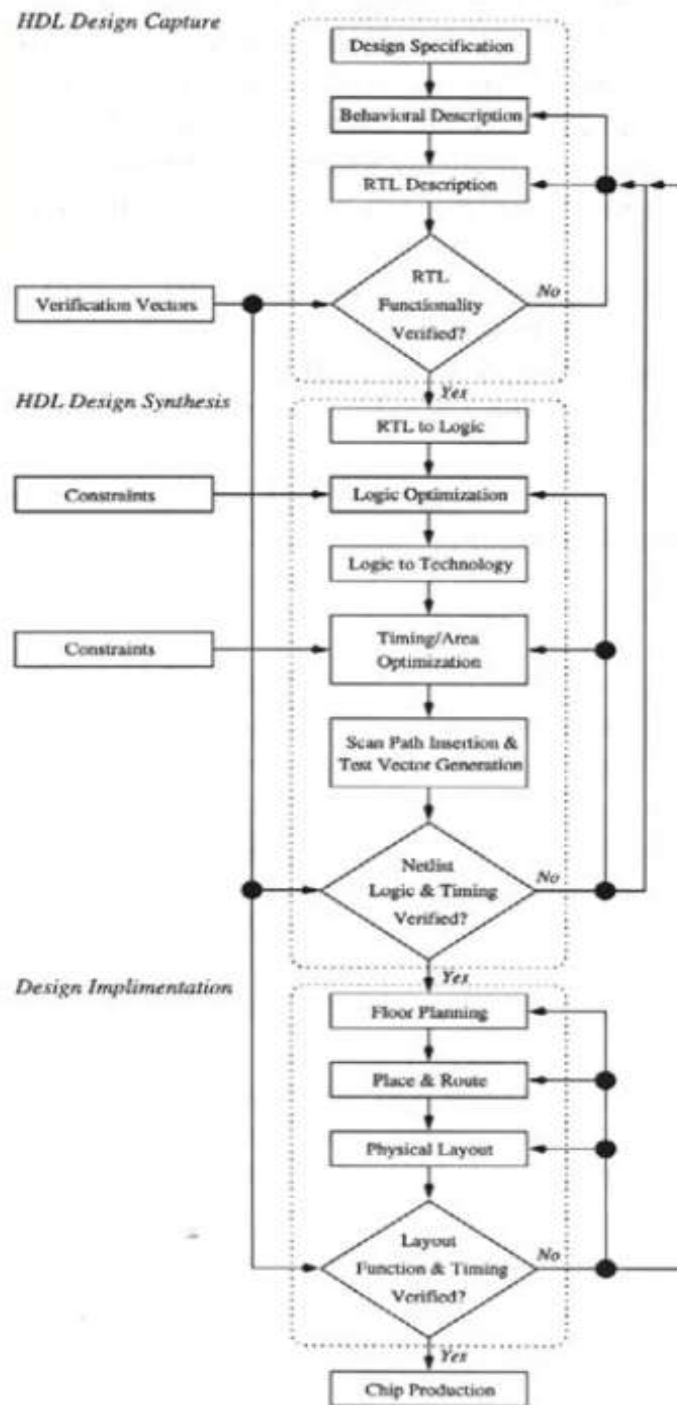 HDL Design Capture
Design Specification
Behavioral Description
RTL Description
RTL
Functionality
Verified?
No
Verification Vectors
Yes
HDL Design Synthesis
RTL to Logic
Constraints
Logic Optimization
Logic to Technology
Constraints
Timing/Area
Optimization
Scan Path Insertion &
Test Vector Generation
Netlist
Logic & Timing
Verified?
No
Yes
Design Implimentation
Floor Planning
Place & Route
Physical Layout
Layout
Function & Timing
Verified?
No
Yes
Chip Production